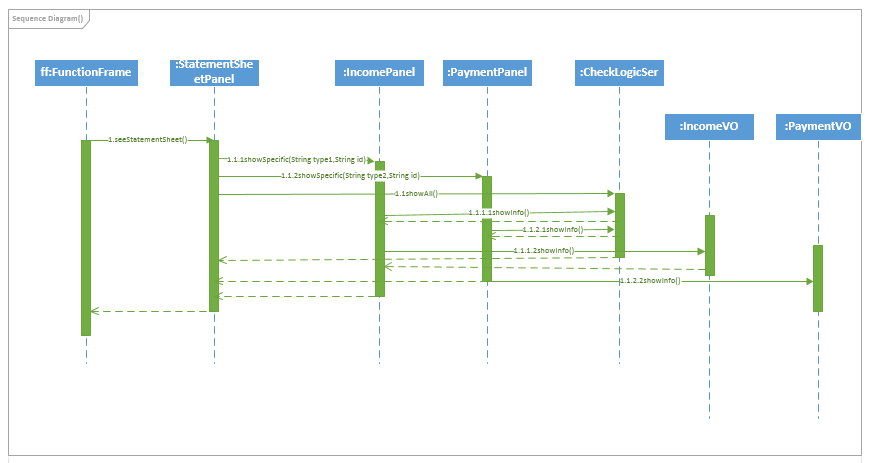 Sequence Diagram()
ff:FunctionFrame
:StatementShe
etPanel
:IncomePanel
:PaymentPanel
:CheckLogicSer
:IncomeVO
:PaymentVO
1.seeStatementSheet()
1.1.1showSpecific(String type1,String id)
1.1.2showSpecific(String type2,String id)
1.1showAll()
1.1.1.1showInfo()
1.1.2.1showInfo()
1.1.1.2showInfo()
1.1.2.2showInfo()